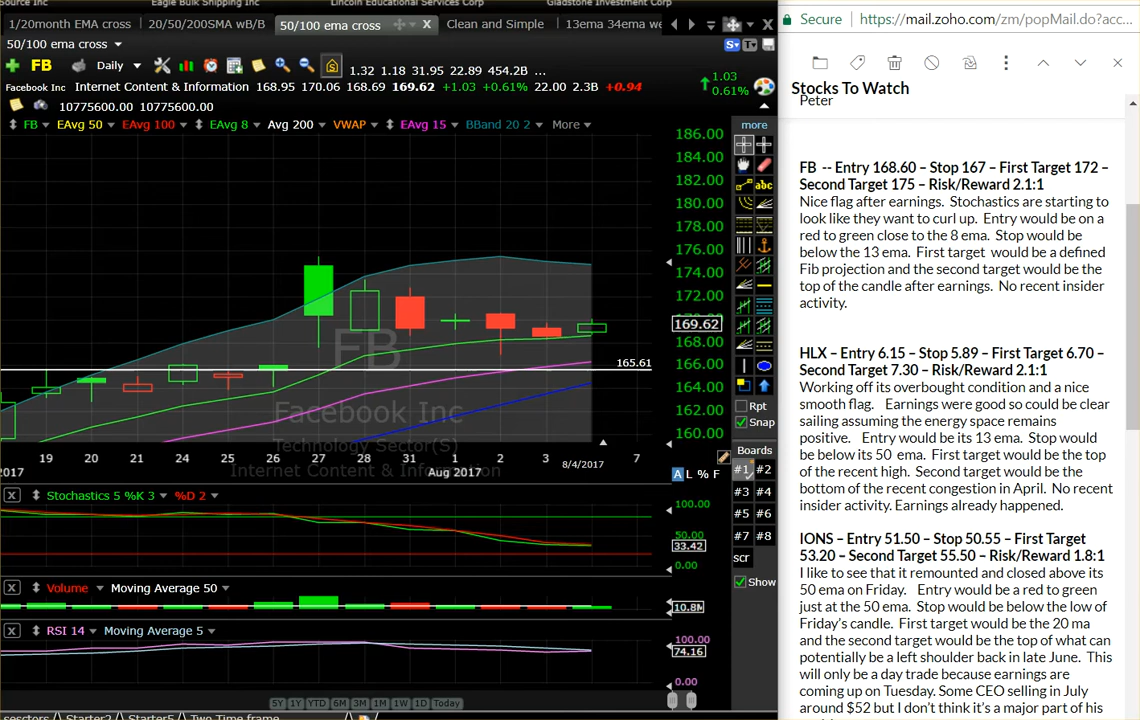 Source Inc
Eagle Bulk Shipping Inc
Lincoln Educational Services Corp
Gladstone Investment Corp
1/20month EMA cross
20/50/200SMA wB/B
50/100 ema cross
Clean and Simple
13ema 34ema we
50/100 ema cross
FB
Daily
1.32 1.18 31.95 22.89 454.2B ...
1.03
0.61%
Facebook Inc Internet Content & Information 168.95 170.06 168.69 169.62 +1.03 +0.61% 22.00 2.3B +0.94
10775600.00 10775600.00
FB EAvg 50 EAvg 100 EAvg 8 Avg 200 VWAP EAvg 15 BBand 20 2 More
more
186.00
184.00
182.00
180.00
178.00
176.00
174.00
172.00
169.62
168.00
166.00
165.61
164.00
162.00
160.00
FB
Facebook Inc
Technology Sector(S)
Internet Content & Information
2017
19 20 21 24 25 26 27 28 31 1 2 3 8/4/2017 7
Aug 2017
A L % F
abc
Rpt
Snap
Boards
#1 #2
#3 #4
#5 #6
#7 #8
scr
Show
Stochastics 5 %K 3 %D 2
100.00
50.00
33.42
0.00
Volume Moving Average 50
10.8M
RSI 14 Moving Average 5
100.00
74.16
0.00
5Y 1Y YTD 6M 3M 1M 1W 1D Today
sesctors Starter2 Starter5 Two Time frame
Secure https://mail.zoho.com/zm/popMail.do?acc...
Stocks To Watch
Peter
FB -- Entry 168.60 – Stop 167 – First Target 172 –
Second Target 175 – Risk/Reward 2.1:1
Nice flag after earnings. Stochastics are starting to
look like they want to curl up. Entry would be on a
red to green close to the 8 ema. Stop would be
below the 13 ema. First target would be a defined
Fib projection and the second target would be the
top of the candle after earnings. No recent insider
activity.
HLX – Entry 6.15 – Stop 5.89 – First Target 6.70 –
Second Target 7.30 – Risk/Reward 2.1:1
Working off its overbought condition and a nice
smooth flag. Earnings were good so could be clear
sailing assuming the energy space remains
positive. Entry would be its 13 ema. Stop would
be below its 50 ema. First target would be the top
of the recent high. Second target would be the
bottom of the recent congestion in April. No recent
insider activity. Earnings already happened.
IONS – Entry 51.50 – Stop 50.55 – First Target
53.20 – Second Target 55.50 – Risk/Reward 1.8:1
I like to see that it remounted and closed above its
50 ema on Friday. Entry would be a red to green
just at the 50 ema. Stop would be below the low of
Friday's candle. First target would be the 20 ma
and the second target would be the top of what can
potentially be a left shoulder back in late June. This
will only be a day trade because earnings are
coming up on Tuesday. Some CEO selling in July
around $52 but I don't think it's a major part of his